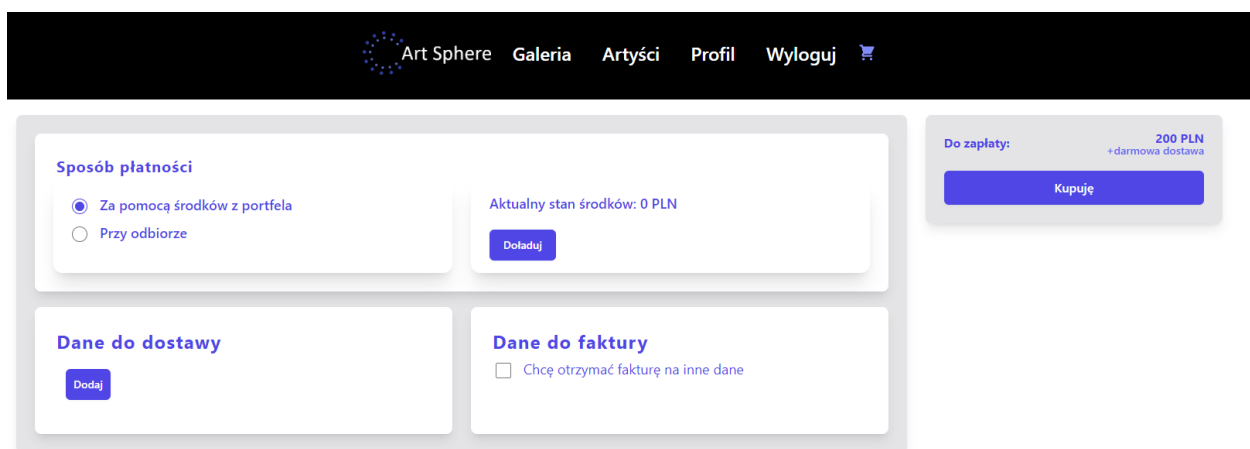 Art Sphere Galeria Artyści Profil Wyloguj
Sposób płatności
Za pomocą środków z portfela
Przy odbiorze
Aktualny stan środków: 0 PLN
Doładuj
Dane do dostawy
Dodaj
Dane do faktury
Chcę otrzymać fakturę na inne dane
Do zapłaty: 200 PLN
+darmowa dostawa
Kupuję